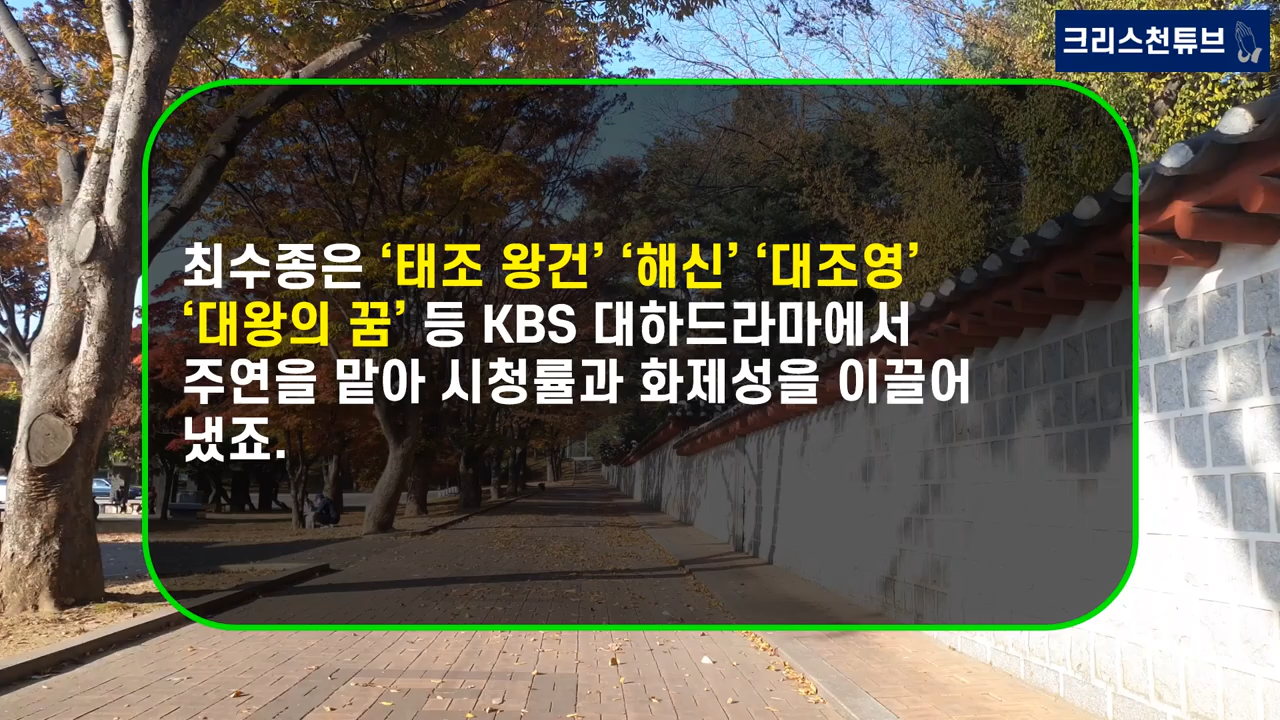 크리스천튜브
최수종은 ‘태조 왕건’ ‘해신’ ‘대조영’
‘대왕의 꿈’ 등 KBS 대하드라마에서
주연을 맡아 시청률과 화제성을 이끌어
냈죠.